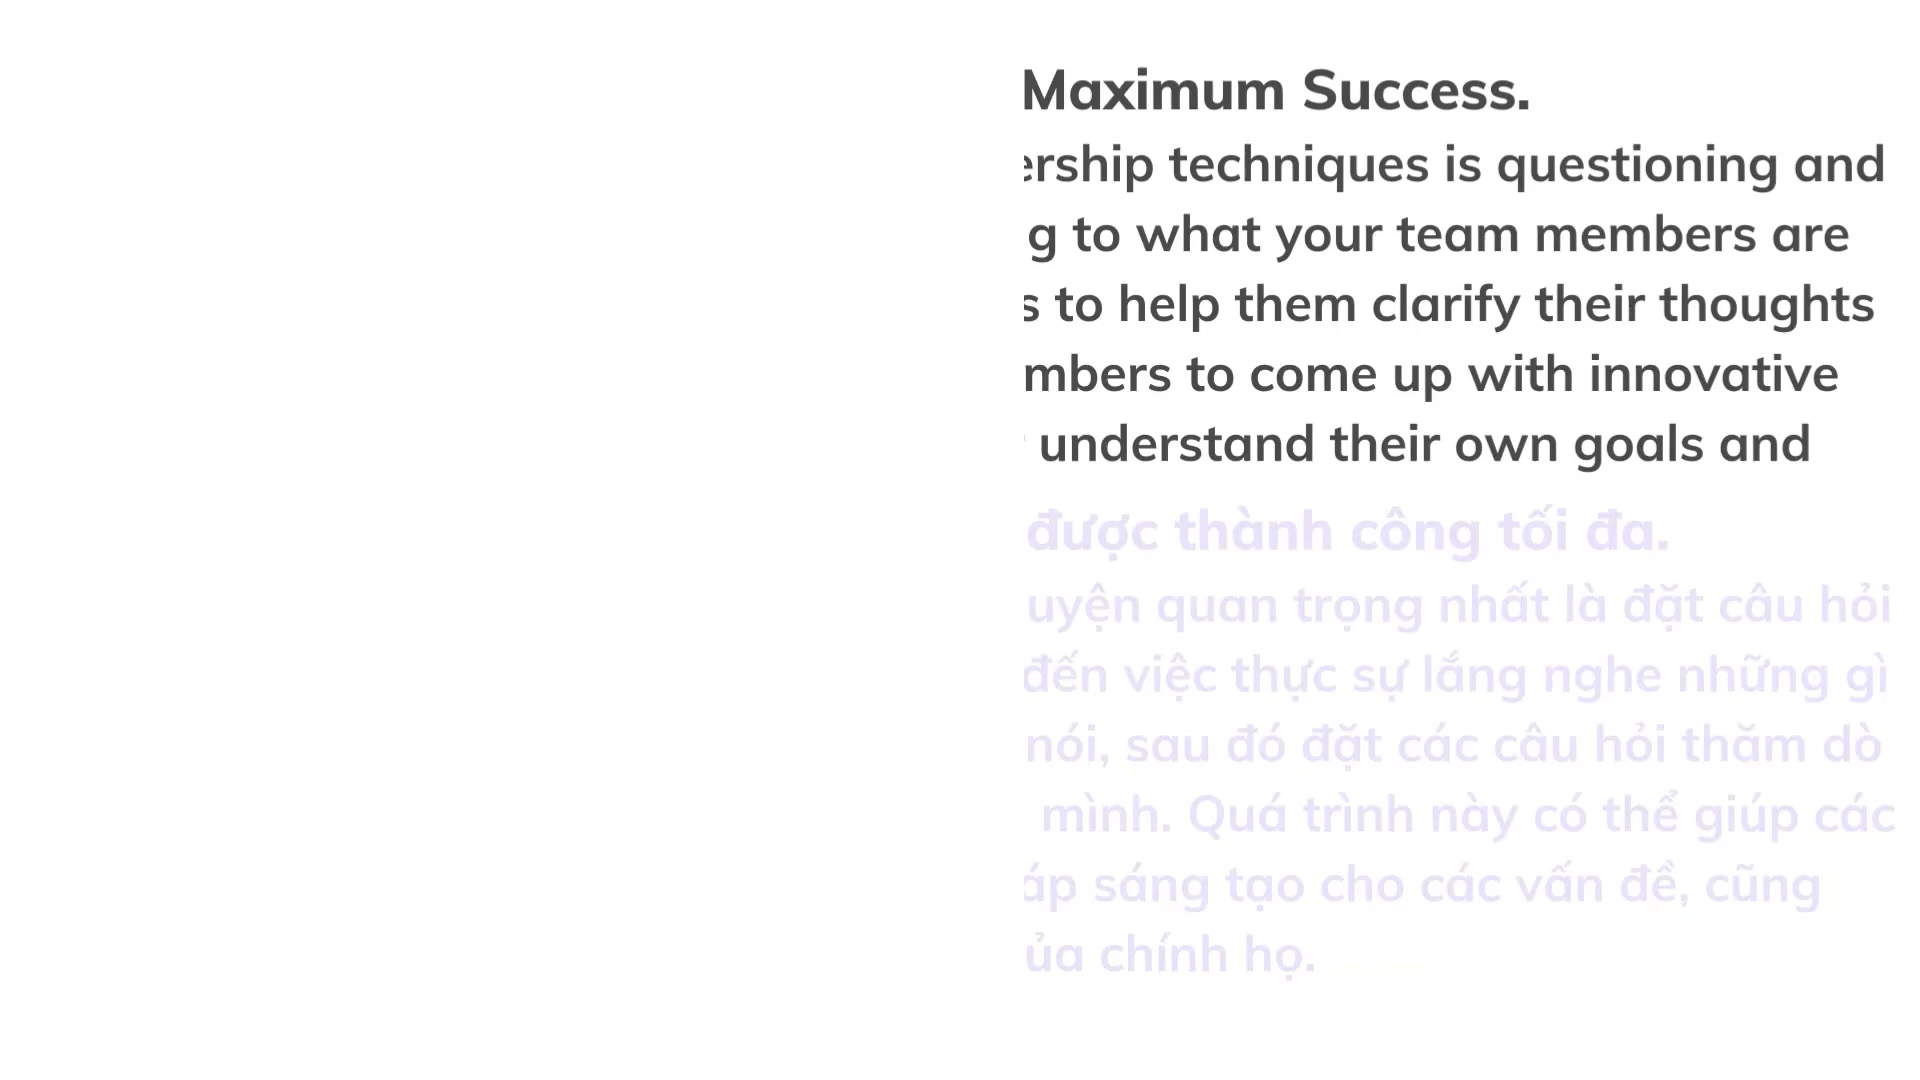 Maximum Success.
ership techniques is questioning and
g to what your team members are
s to help them clarify their thoughts
mbers to come up with innovative
understand their own goals and
được thành công tối đa.
uyện quan trọng nhất là đặt câu hỏi
đến việc thực sự lắng nghe những gì
nói, sau đó đặt các câu hỏi thăm dò
mình. Quá trình này có thể giúp các
áp sáng tạo cho các vấn đề, cũng
ủa chính họ.